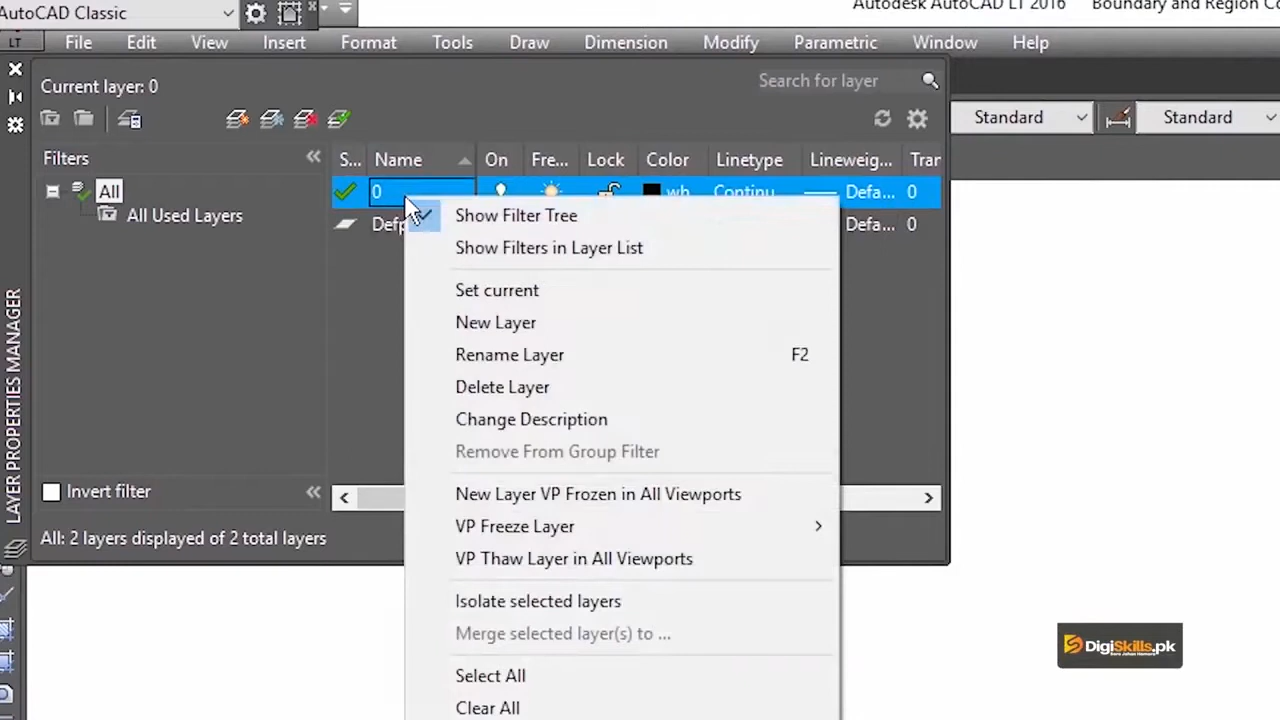 AutoCAD Classic
Autodesk AutoCAD LT 2016 Boundary and Region Co
LT File Edit View Insert Format Tools Draw Dimension Modify Parametric Window Help
Current layer: 0
Search for layer
Standard Standard
Filters
S... Name On Fre... Lock Color Linetype Lineweig... Tran
All
0 wh Continu Defa... 0
All Used Layers
Defp Defa... 0
Show Filter Tree
Show Filters in Layer List
Set current
New Layer
Rename Layer F2
Delete Layer
Change Description
Remove From Group Filter
New Layer VP Frozen in All Viewports
VP Freeze Layer
VP Thaw Layer in All Viewports
Isolate selected layers
Merge selected layer(s) to ...
Select All
Clear All
Invert filter
All: 2 layers displayed of 2 total layers
LAYER PROPERTIES MANAGER
DigiSkills.pk